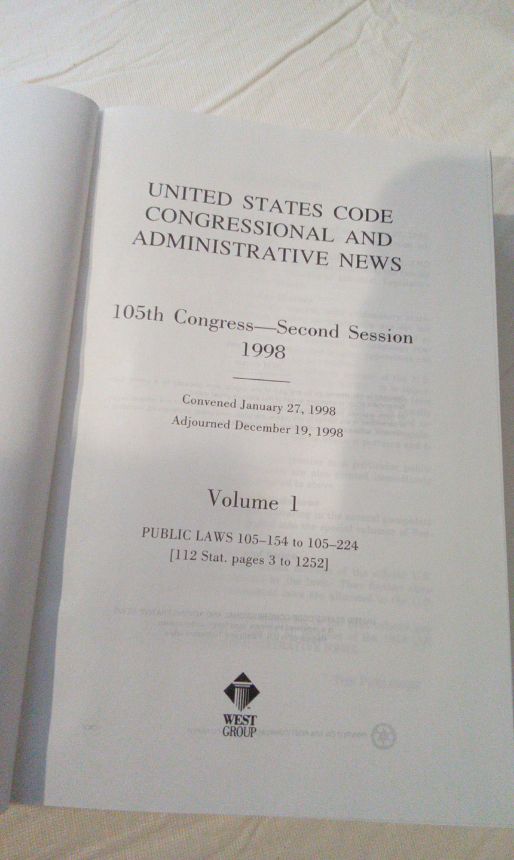 UNITED STATES CODE
CONGRESSIONAL AND
ADMINISTRATIVE NEWS
105th Congress—Second Session
1998
Convened January 27, 1998
Adjourned December 19, 1998
Volume 1
PUBLIC LAWS 105–154 to 105–224
[112 Stat. pages 3 to 1252]
WEST
GROUP